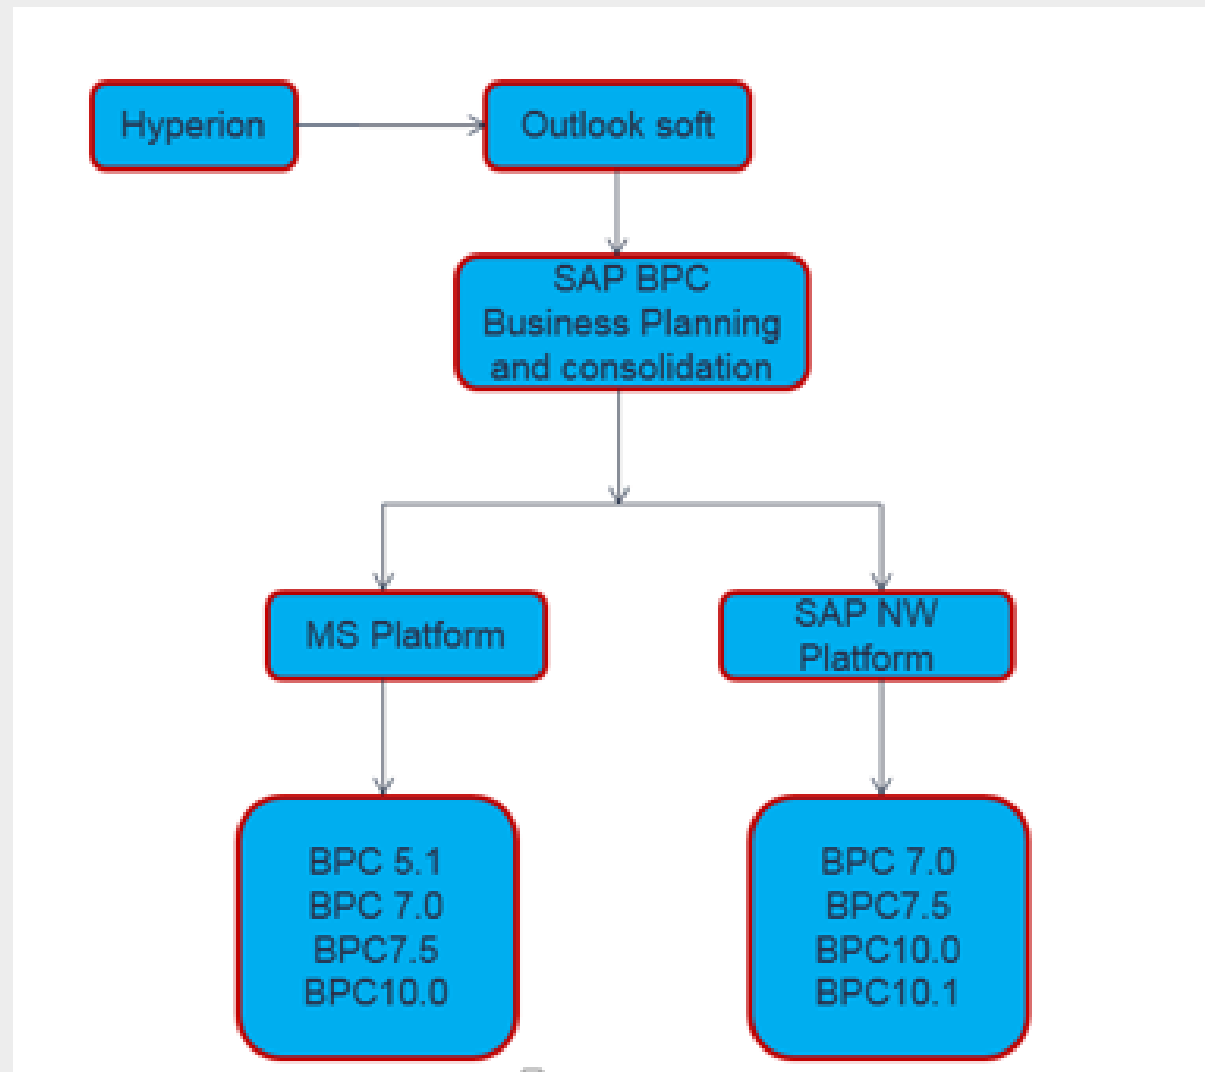 Hyperion
Outlook soft
SAP BPC
Business Planning
and consolidation
MS Platform
SAP NW
Platform
BPC 5.1
BPC 7.0
BPC7.5
BPC10.0
BPC 7.0
BPC7.5
BPC10.0
BPC10.1